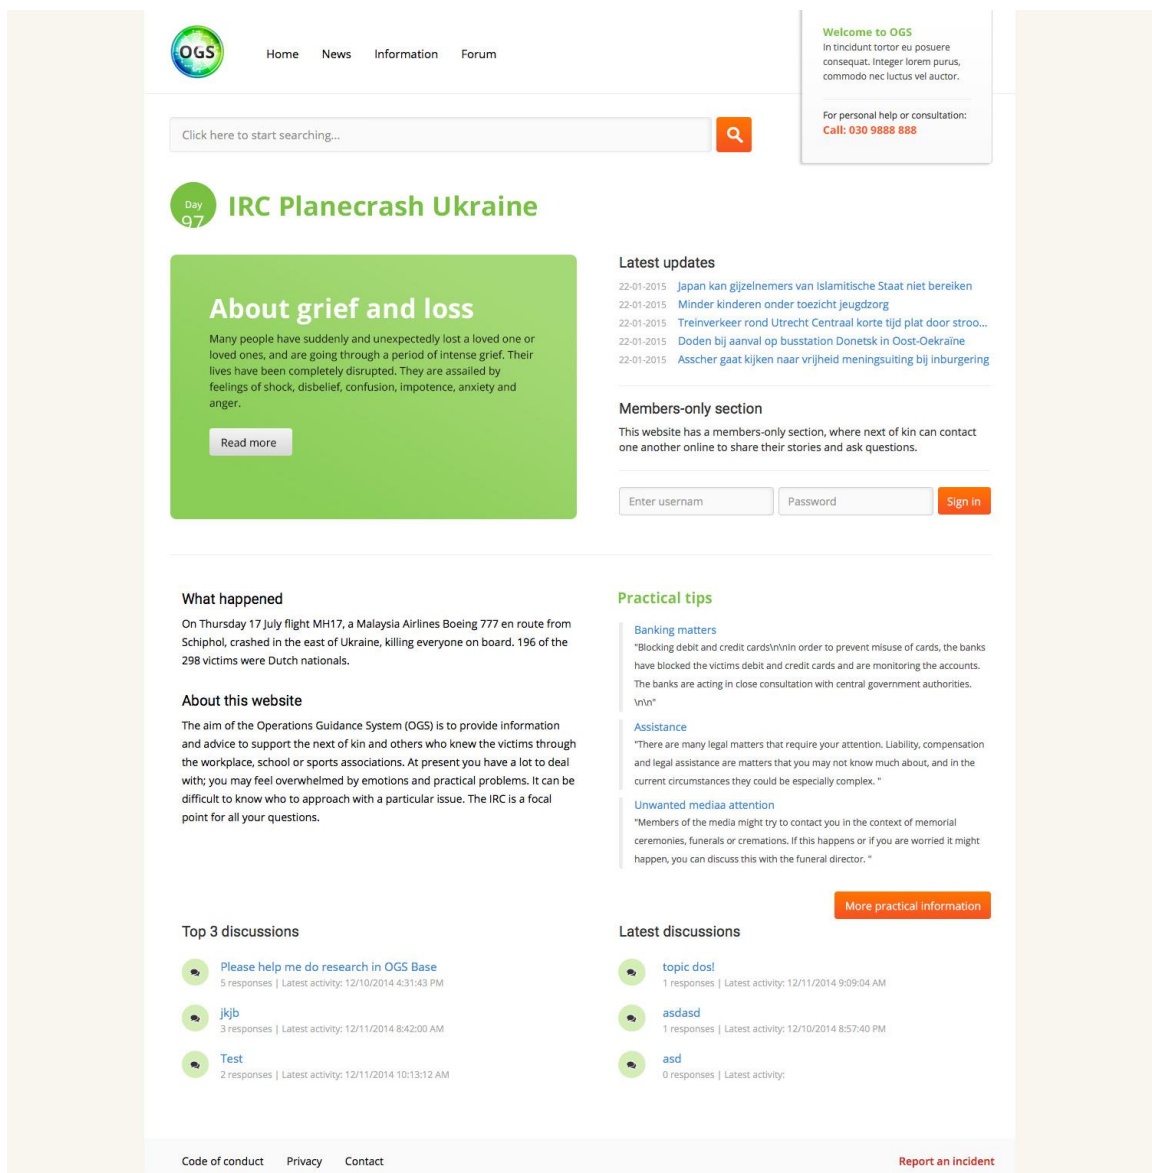 OGS
Home News Information Forum
Welcome to OGS
In tincidunt tortor eu posuere
consequat. Integer lorem purus,
commodo nec luctus vel auctor.
For personal help or consultation:
Call: 030 9888 888
Click here to start searching...
Day
97
IRC Planecrash Ukraine
About grief and loss
Many people have suddenly and unexpectedly lost a loved one or
loved ones, and are going through a period of intense grief. Their
lives have been completely disrupted. They are assailed by
feelings of shock, disbelief, confusion, impotence, anxiety and
anger.
Read more
Latest updates
22-01-2015 Japan kan gijzelnemers van Islamitische Staat niet bereiken
22-01-2015 Minder kinderen onder toezicht jeugdzorg
22-01-2015 Treinverkeer rond Utrecht Centraal korte tijd plat door stroo...
22-01-2015 Doden bij aanval op busstation Donetsk in Oost-Oekraïne
22-01-2015 Asscher gaat kijken naar vrijheid meningsuiting bij inburgering
Members-only section
This website has a members-only section, where next of kin can contact
one another online to share their stories and ask questions.
Enter usernam Password Sign in
What happened
On Thursday 17 July flight MH17, a Malaysia Airlines Boeing 777 en route from
Schiphol, crashed in the east of Ukraine, killing everyone on board. 196 of the
298 victims were Dutch nationals.
About this website
The aim of the Operations Guidance System (OGS) is to provide information
and advice to support the next of kin and others who knew the victims through
the workplace, school or sports associations. At present you have a lot to deal
with; you may feel overwhelmed by emotions and practical problems. It can be
difficult to know who to approach with a particular issue. The IRC is a focal
point for all your questions.
Practical tips
Banking matters
"Blocking debit and credit cards\n\nIn order to prevent misuse of cards, the banks
have blocked the victims debit and credit cards and are monitoring the accounts.
The banks are acting in close consultation with central government authorities.
\n\n"
Assistance
"There are many legal matters that require your attention. Liability, compensation
and legal assistance are matters that you may not know much about, and in the
current circumstances they could be especially complex. "
Unwanted mediaa attention
"Members of the media might try to contact you in the context of memorial
ceremonies, funerals or cremations. If this happens or if you are worried it might
happen, you can discuss this with the funeral director. "
More practical information
Top 3 discussions
Please help me do research in OGS Base
5 responses | Latest activity: 12/10/2014 4:31:43 PM
jkjb
3 responses | Latest activity: 12/11/2014 8:42:00 AM
Test
2 responses | Latest activity: 12/11/2014 10:13:12 AM
Latest discussions
topic dos!
1 responses | Latest activity: 12/11/2014 9:09:04 AM
asdasd
1 responses | Latest activity: 12/10/2014 8:57:40 PM
asd
0 responses | Latest activity:
Code of conduct Privacy Contact
Report an incident